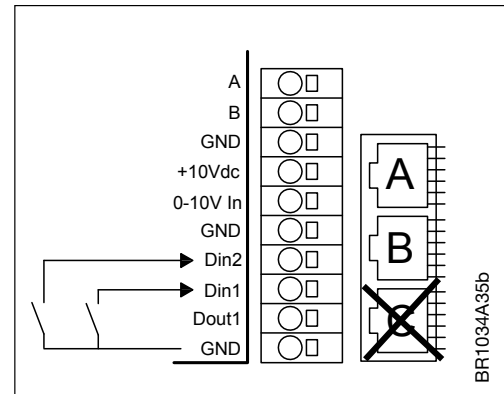 A
B
GND
+10Vdc
0-10V In
GND
Din2
Din1
Dout1
GND
A
B
C
BR1034A35b